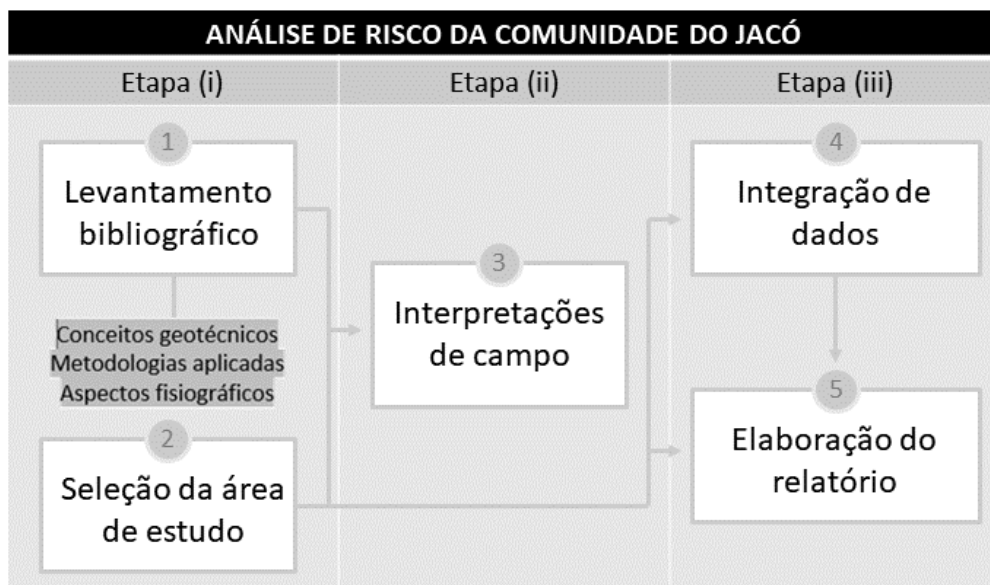 ANÁLISE DE RISCO DA COMUNIDADE DO JACÓ
Etapa (i)
Etapa (ii)
Etapa (iii)
1
Levantamento
bibliográfico
Conceitos geotécnicos
Metodologias aplicadas
Aspectos fisiográficos
2
Seleção da área
de estudo
3
Interpretações
de campo
4
Integração de
dados
5
Elaboração do
relatório